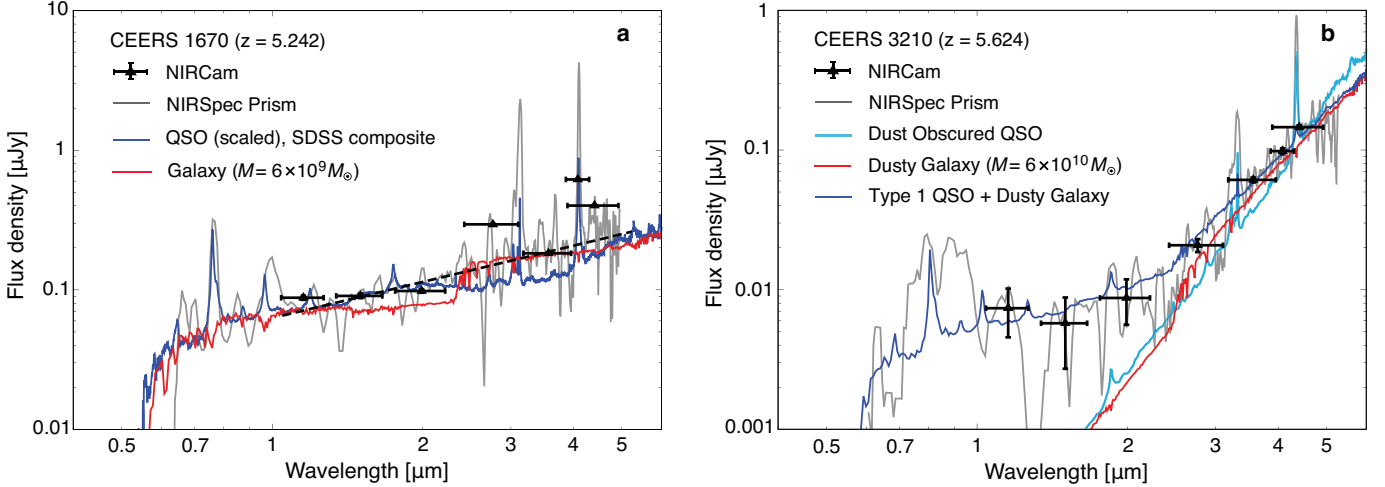 10
1
0.1
0.01
Flux density [μJy]
CEERS 1670 (z = 5.242)
a
NIRCam
NIRSpec Prism
QSO (scaled), SDSS composite
Galaxy (M = 6×10⁹M⊙)
0.5
0.7
1
2
3
4
5
Wavelength [μm]
1
0.1
0.01
0.001
Flux density [μJy]
CEERS 3210 (z = 5.624)
b
NIRCam
NIRSpec Prism
Dust Obscured QSO
Dusty Galaxy (M = 6×10¹⁰M⊙)
Type 1 QSO + Dusty Galaxy
0.5
0.7
1
2
3
4
5
Wavelength [μm]